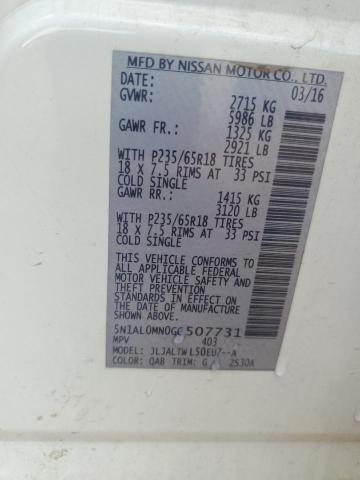 MFD BY NISSAN MOTOR CO., LTD.
DATE: 03/16
GVWR: 2715 KG
5986 LB
GAWR FR.: 1325 KG
2921 LB
WITH P235/65R18 TIRES
18 X 7.5 RIMS AT 33 PSI
COLD SINGLE
GAWR RR.: 1415 KG
3120 LB
WITH P235/65R18 TIRES
18 X 7.5 RIMS AT 33 PSI
COLD SINGLE
THIS VEHICLE CONFORMS TO
ALL APPLICABLE U.S. FEDERAL
MOTOR VEHICLE SAFETY AND
THEFT PREVENTION
STANDARDS IN EFFECT ON
THE DATE OF MANUFACTURE
SHOWN ABOVE.
5N1AL0MN0GC507731
MPV 403
MODEL: JLJALTWL50EU7--A
COLOR: QAB TRIM: G / 2530A